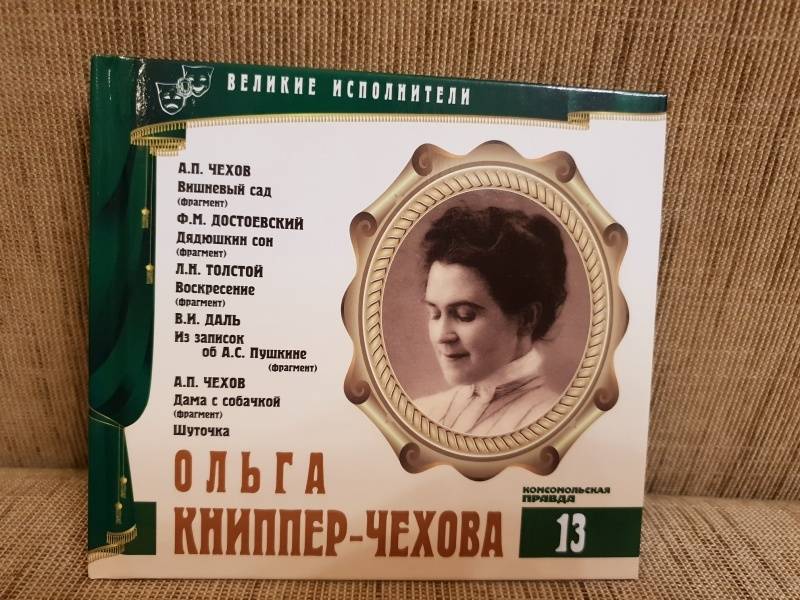 ВЕЛИКИЕ ИСПОЛНИТЕЛИ
А.П. ЧЕХОВ
Вишневый сад
(фрагмент)
Ф.М. ДОСТОЕВСКИЙ
Дядюшкин сон
(фрагмент)
Л.Н. ТОЛСТОЙ
Воскресение
(фрагмент)
В.И. ДАЛЬ
Из записок
об А.С. Пушкине
(фрагмент)
А.П. ЧЕХОВ
Дама с собачкой
(фрагмент)
Шуточка
ОЛЬГА
КНИППЕР-ЧЕХОВА
КОМСОМОЛЬСКАЯ
ПРАВДА
13